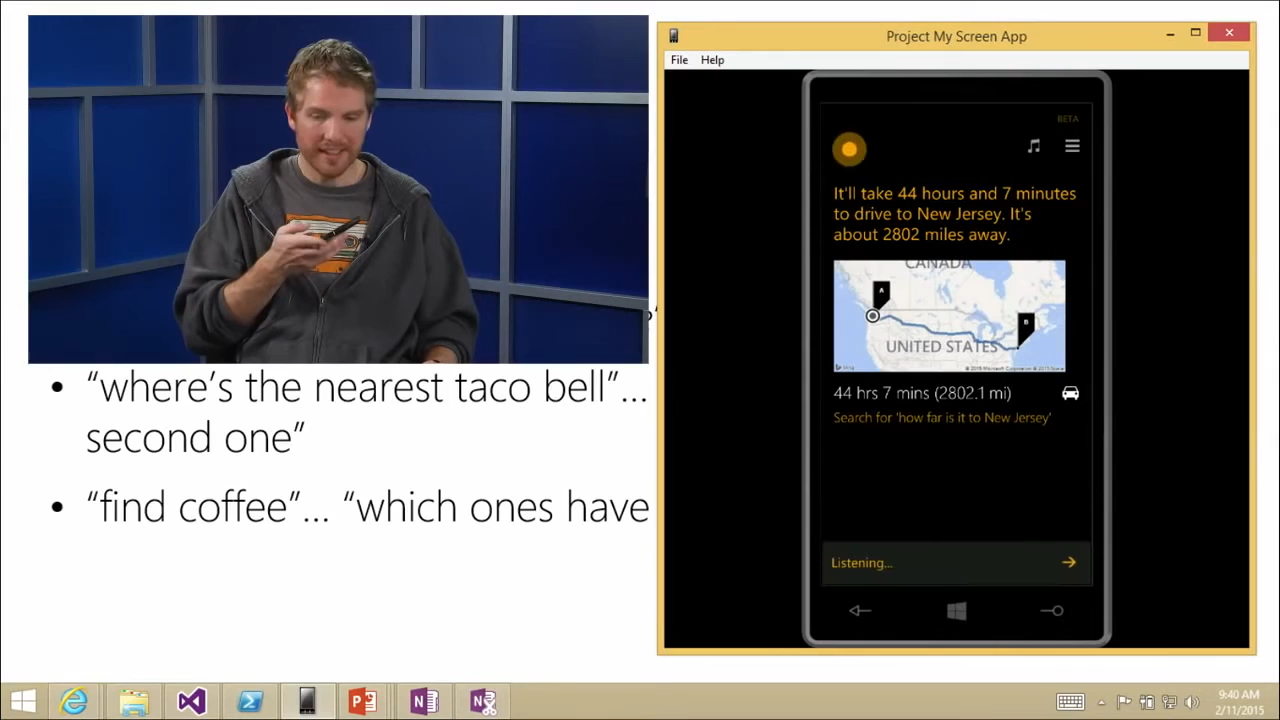 Project My Screen App
File Help
BETA
It'll take 44 hours and 7 minutes
to drive to New Jersey. It's
about 2802 miles away.
CANADA
A
B
UNITED STATES
44 hrs 7 mins (2802.1 mi)
Search for 'how far is it to New Jersey'
Listening...
• “where’s the nearest taco bell”...
second one”
• “find coffee”... “which ones have
9:40 AM
2/11/2015